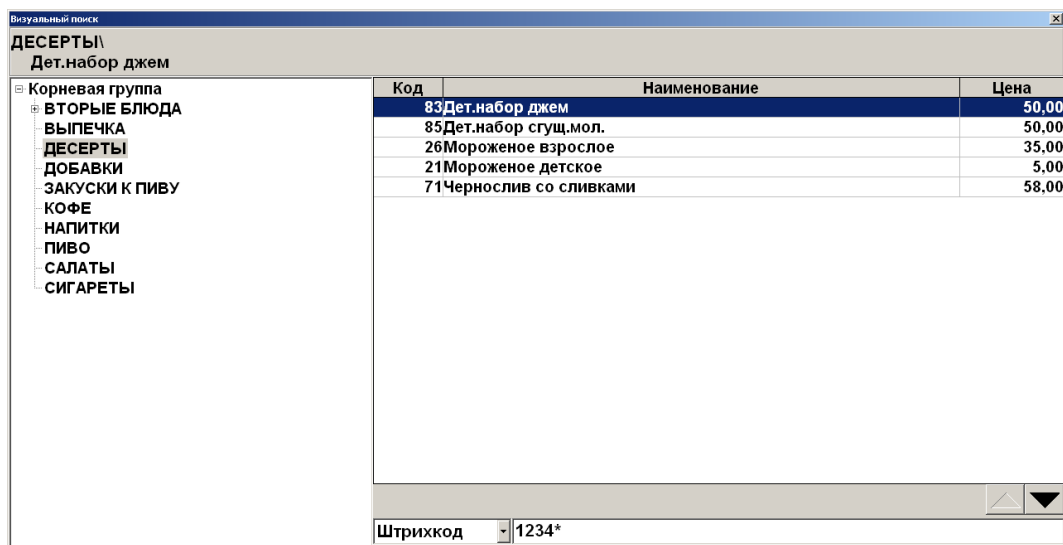 Визуальный поиск
ДЕСЕРТЫ\
Дет.набор джем
Корневая группа
ВТОРЫЕ БЛЮДА
ВЫПЕЧКА
ДЕСЕРТЫ
ДОБАВКИ
ЗАКУСКИ К ПИВУ
КОФЕ
НАПИТКИ
ПИВО
САЛАТЫ
СИГАРЕТЫ
Код Наименование Цена
83 Дет.набор джем 50,00
85 Дет.набор сгущ.мол. 50,00
26 Мороженое взрослое 35,00
21 Мороженое детское 5,00
71 Чернослив со сливками 58,00
Штрихкод 1234*